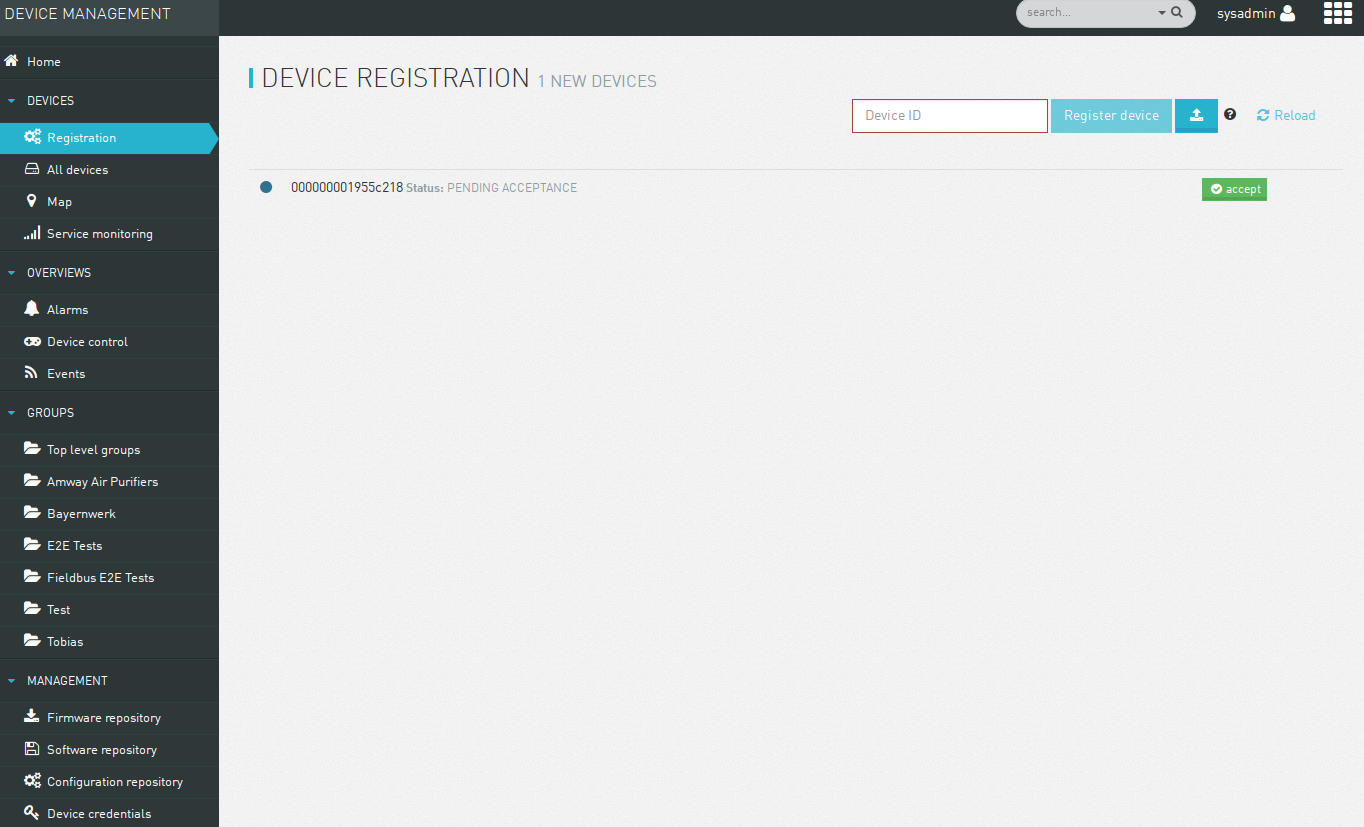 DEVICE MANAGEMENT
search...
sysadmin
Home
DEVICES
Registration
All devices
Map
Service monitoring
OVERVIEWS
Alarms
Device control
Events
GROUPS
Top level groups
Amway Air Purifiers
Bayernwerk
E2E Tests
Fieldbus E2E Tests
Test
Tobias
MANAGEMENT
Firmware repository
Software repository
Configuration repository
Device credentials
DEVICE REGISTRATION 1 NEW DEVICES
Device ID Register device ? Reload
000000001955c218 Status: PENDING ACCEPTANCE accept